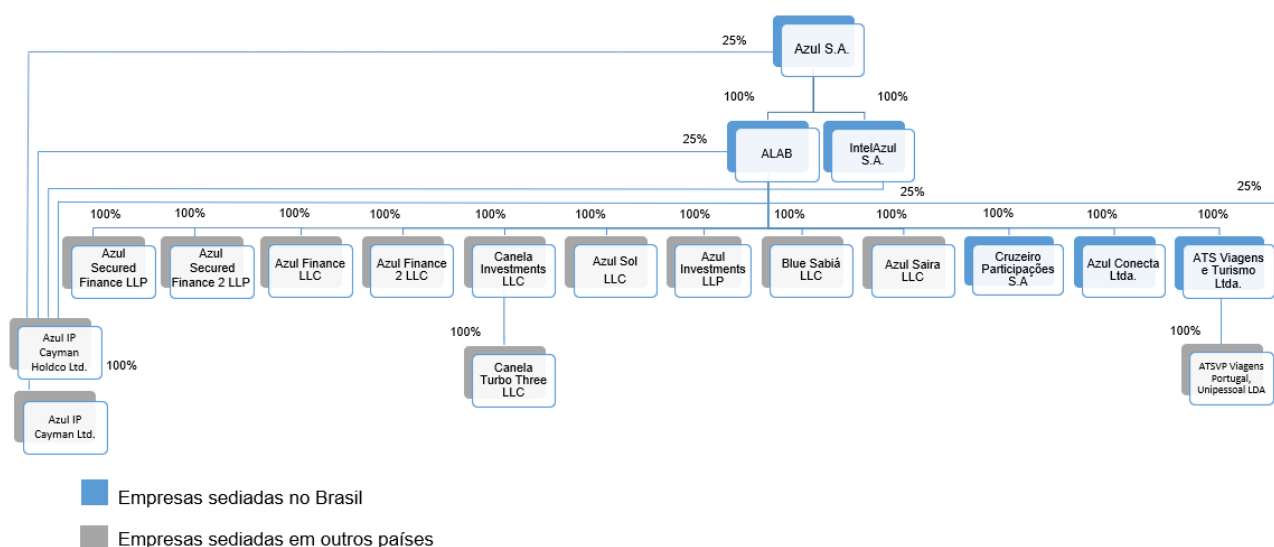 25%
Azul S.A.
100%
100%
25%
ALAB
IntelAzul
S.A.
25%
25%
100%
100%
100%
100%
100%
100%
100%
100%
100%
100%
100%
100%
Azul
Secured
Finance LLP
Azul
Secured
Finance 2 LLP
Azul Finance
LLC
Azul Finance
2 LLC
Canela
Investments
LLC
Azul Sol
LLC
Azul
Investments
LLP
Blue Sabiá
LLC
Azul Saira
LLC
Cruzeiro
Participações
S.A
Azul Conecta
Ltda.
ATS Viagens
e Turismo
Ltda.
Azul IP
Cayman
Holdco Ltd.
100%
100%
Canela
Turbo Three
LLC
100%
ATSVP Viagens
Portugal,
Unipessoal LDA
Azul IP
Cayman Ltd.
Empresas sediadas no Brasil
Empresas sediadas em outros países